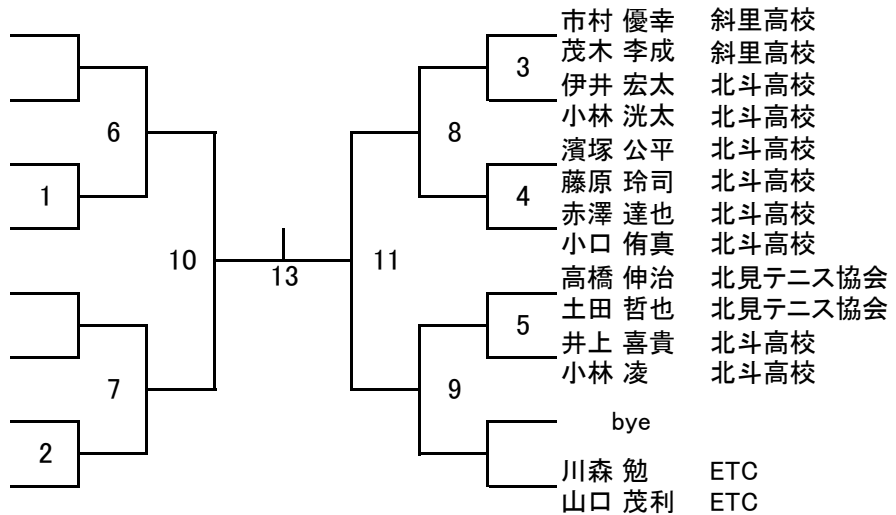 市村 優幸 斜里高校
茂木 李成 斜里高校
3
伊井 宏太 北斗高校
小林 洸太 北斗高校
6
8
濱塚 公平 北斗高校
藤原 玲司 北斗高校
1
4
赤澤 達也 北斗高校
小口 侑真 北斗高校
10
11
13
高橋 伸治 北見テニス協会
土田 哲也 北見テニス協会
5
井上 喜貴 北斗高校
小林 凌 北斗高校
7
9
bye
2
川森 勉 ETC
山口 茂利 ETC